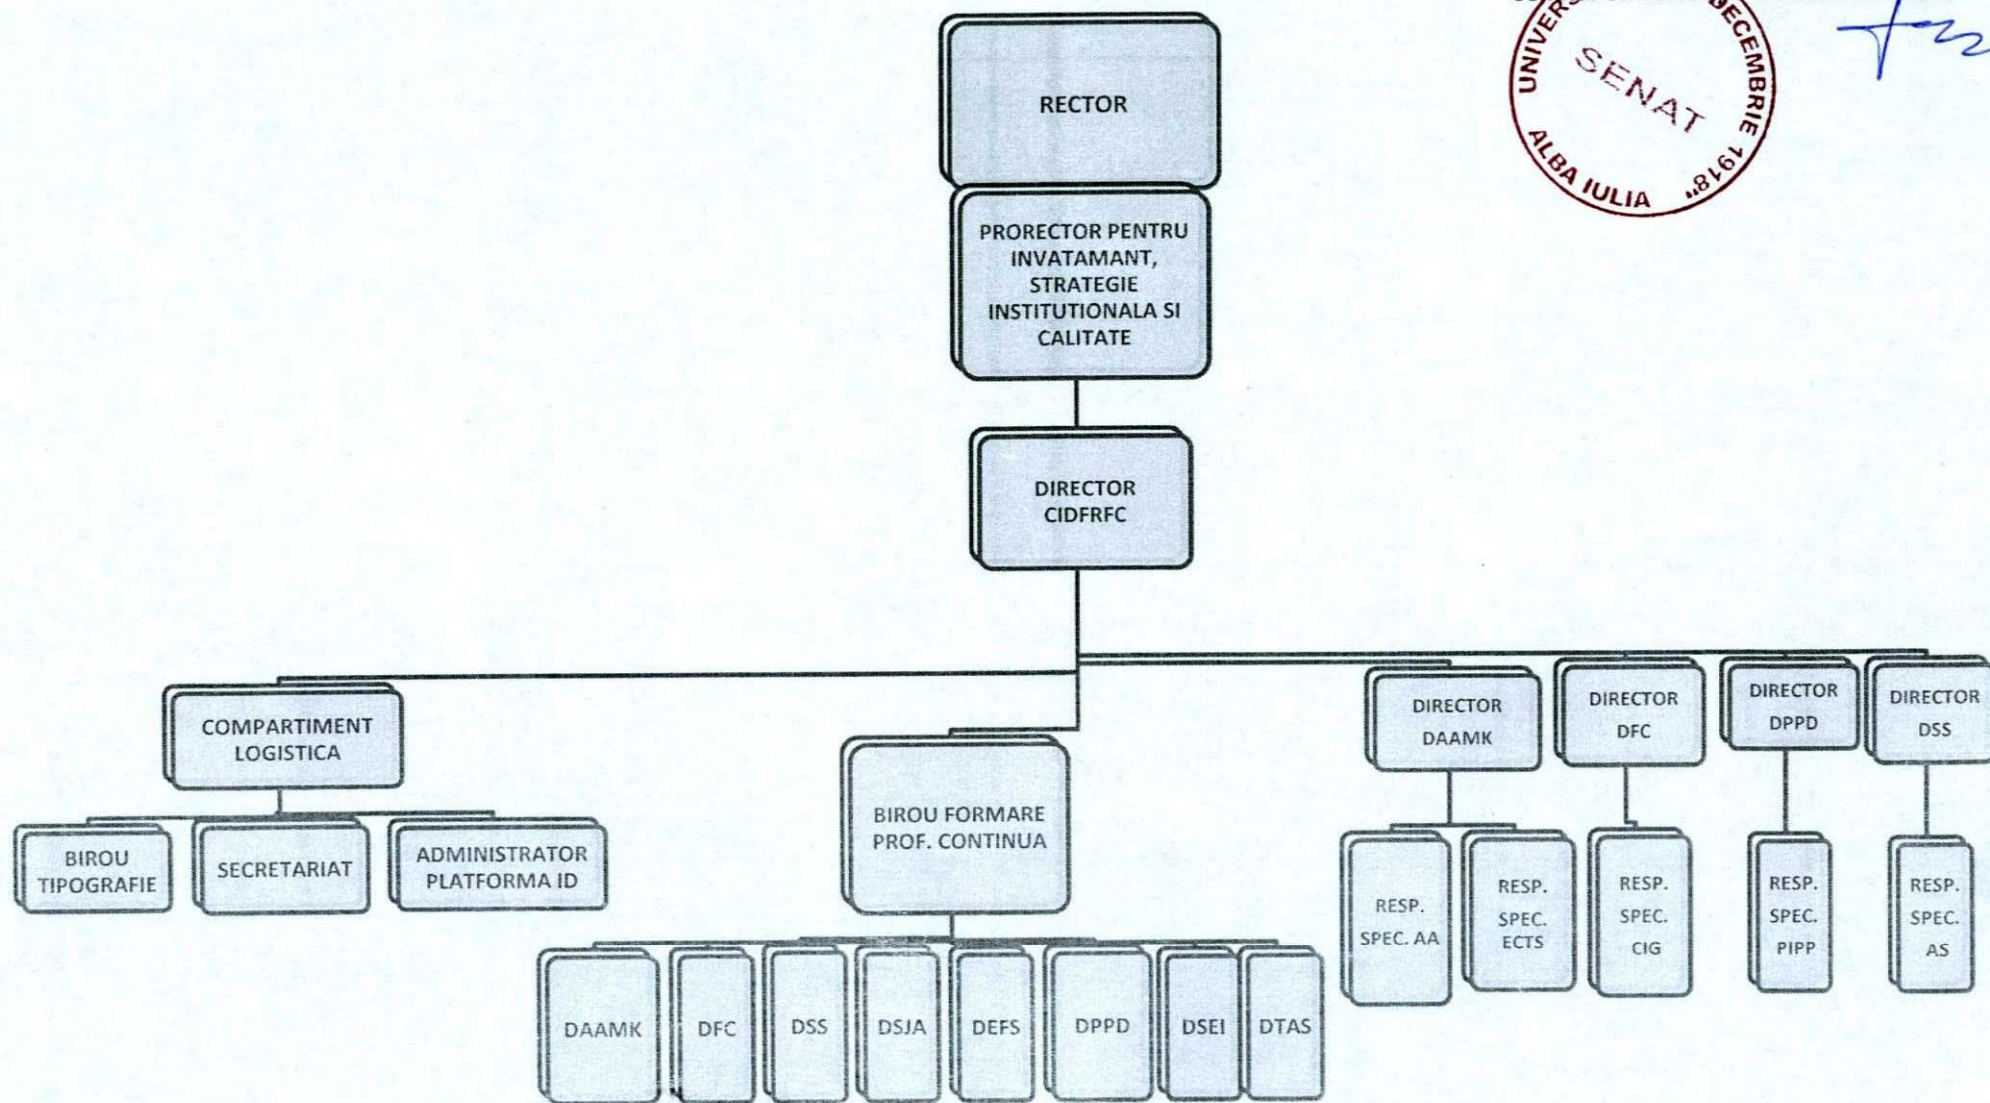 UNIVERS
DECEMBRIE 1918"
ALBA IULIA
SENAT
RECTOR
PRORECTOR PENTRU
INVATAMANT,
STRATEGIE
INSTITUTIONALA SI
CALITATE
DIRECTOR
CIDFRFC
COMPARTIMENT
LOGISTICA
BIROU
TIPOGRAFIE
SECRETARIAT
ADMINISTRATOR
PLATFORMA ID
BIROU FORMARE
PROF. CONTINUA
DAAMK
DFC
DSS
DSJA
DEFS
DPPD
DSEI
DTAS
DIRECTOR
DAAMK
DIRECTOR
DFC
DIRECTOR
DPPD
DIRECTOR
DSS
RESP.
SPEC. AA
RESP.
SPEC.
ECTS
RESP.
SPEC.
CIG
RESP.
SPEC.
PIPP
RESP.
SPEC.
AS